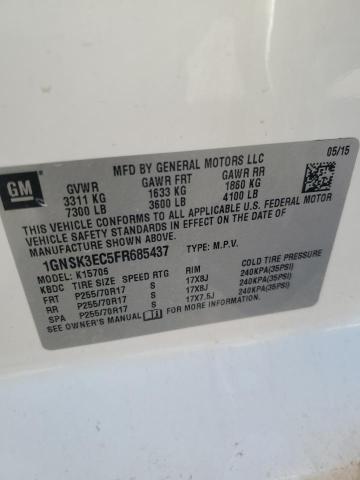 05/15
MFD BY GENERAL MOTORS LLC
GM
GVWR GAWR FRT GAWR RR
3311 KG 1633 KG 1860 KG
7300 LB 3600 LB 4100 LB
THIS VEHICLE CONFORMS TO ALL APPLICABLE U.S. FEDERAL MOTOR
VEHICLE SAFETY STANDARDS IN EFFECT ON THE DATE OF
MANUFACTURE SHOWN ABOVE.
1GNSK3EC5FR685437 TYPE: M.P.V.
MODEL: K15706
K8DC TIRE SIZE SPEED RTG RIM COLD TIRE PRESSURE
FRT P255/70R17 S 17X8J 240KPA(35PSI)
RR P255/70R17 S 17X8J 240KPA(35PSI)
SPA P255/70R17 S 17X7.5J 240KPA(35PSI)
SEE OWNER'S MANUAL FOR ADDITIONAL INFORMATION.